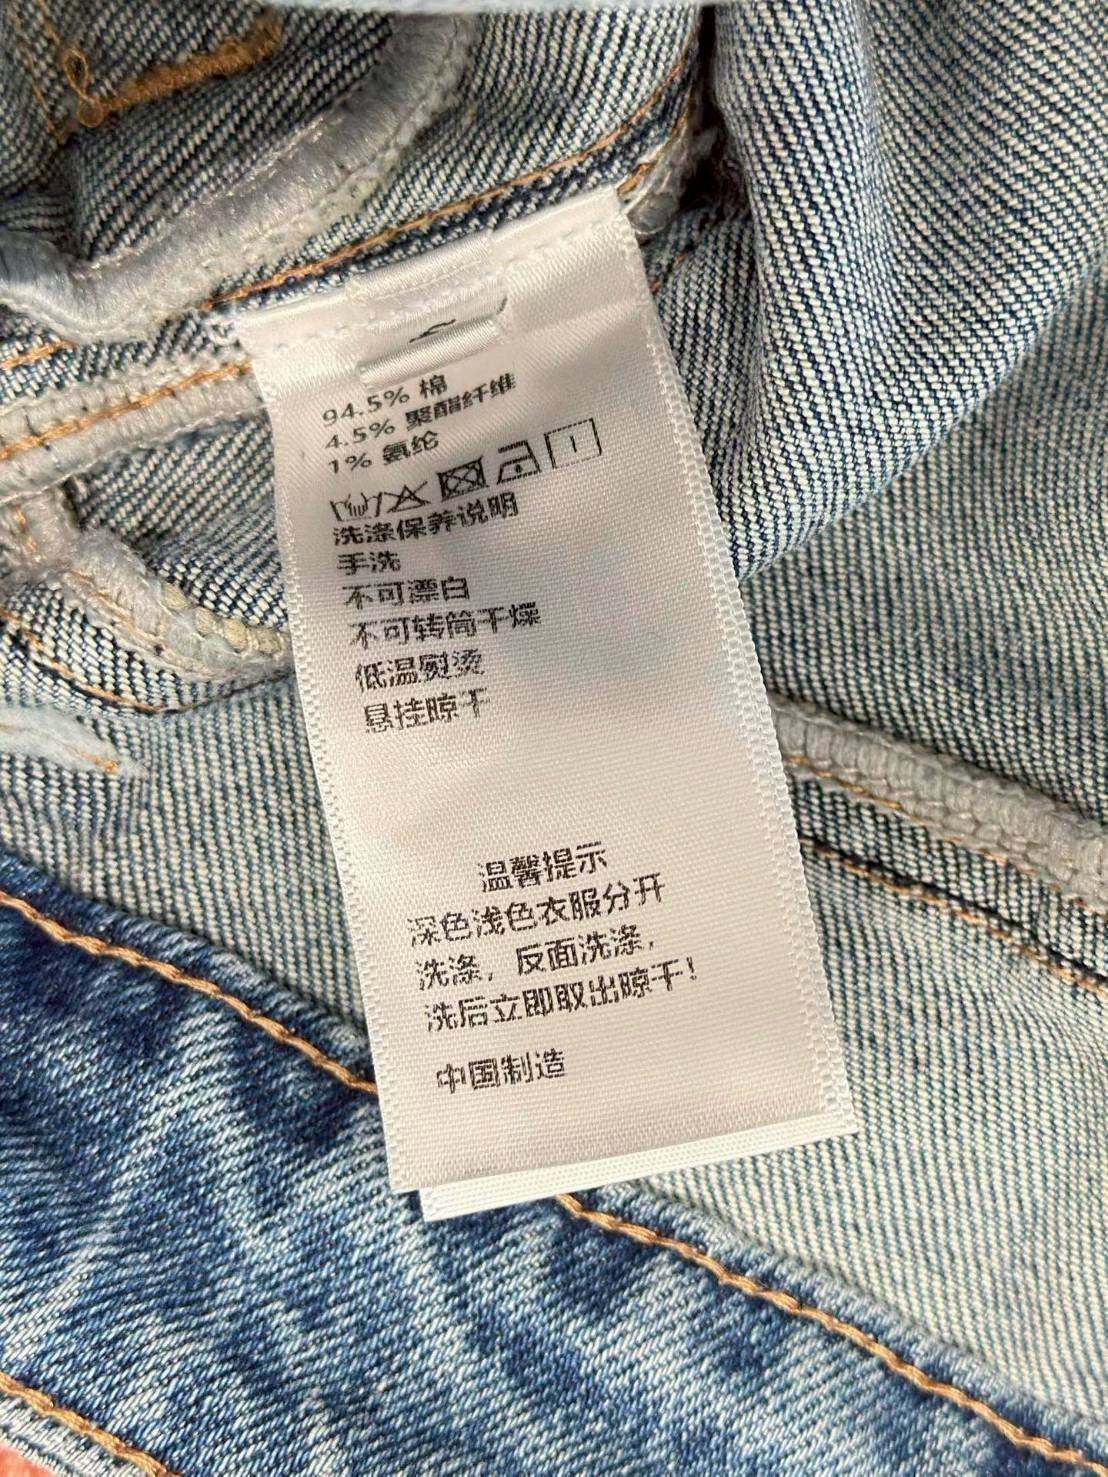 94.5% 棉
4.5% 聚酯纤维
1% 氨纶
洗涤保养说明
手洗
不可漂白
不可转筒干燥
低温熨烫
悬挂晾干
温馨提示
深色浅色衣服分开
洗涤，反面洗涤，
洗后立即取出晾干！
中国制造